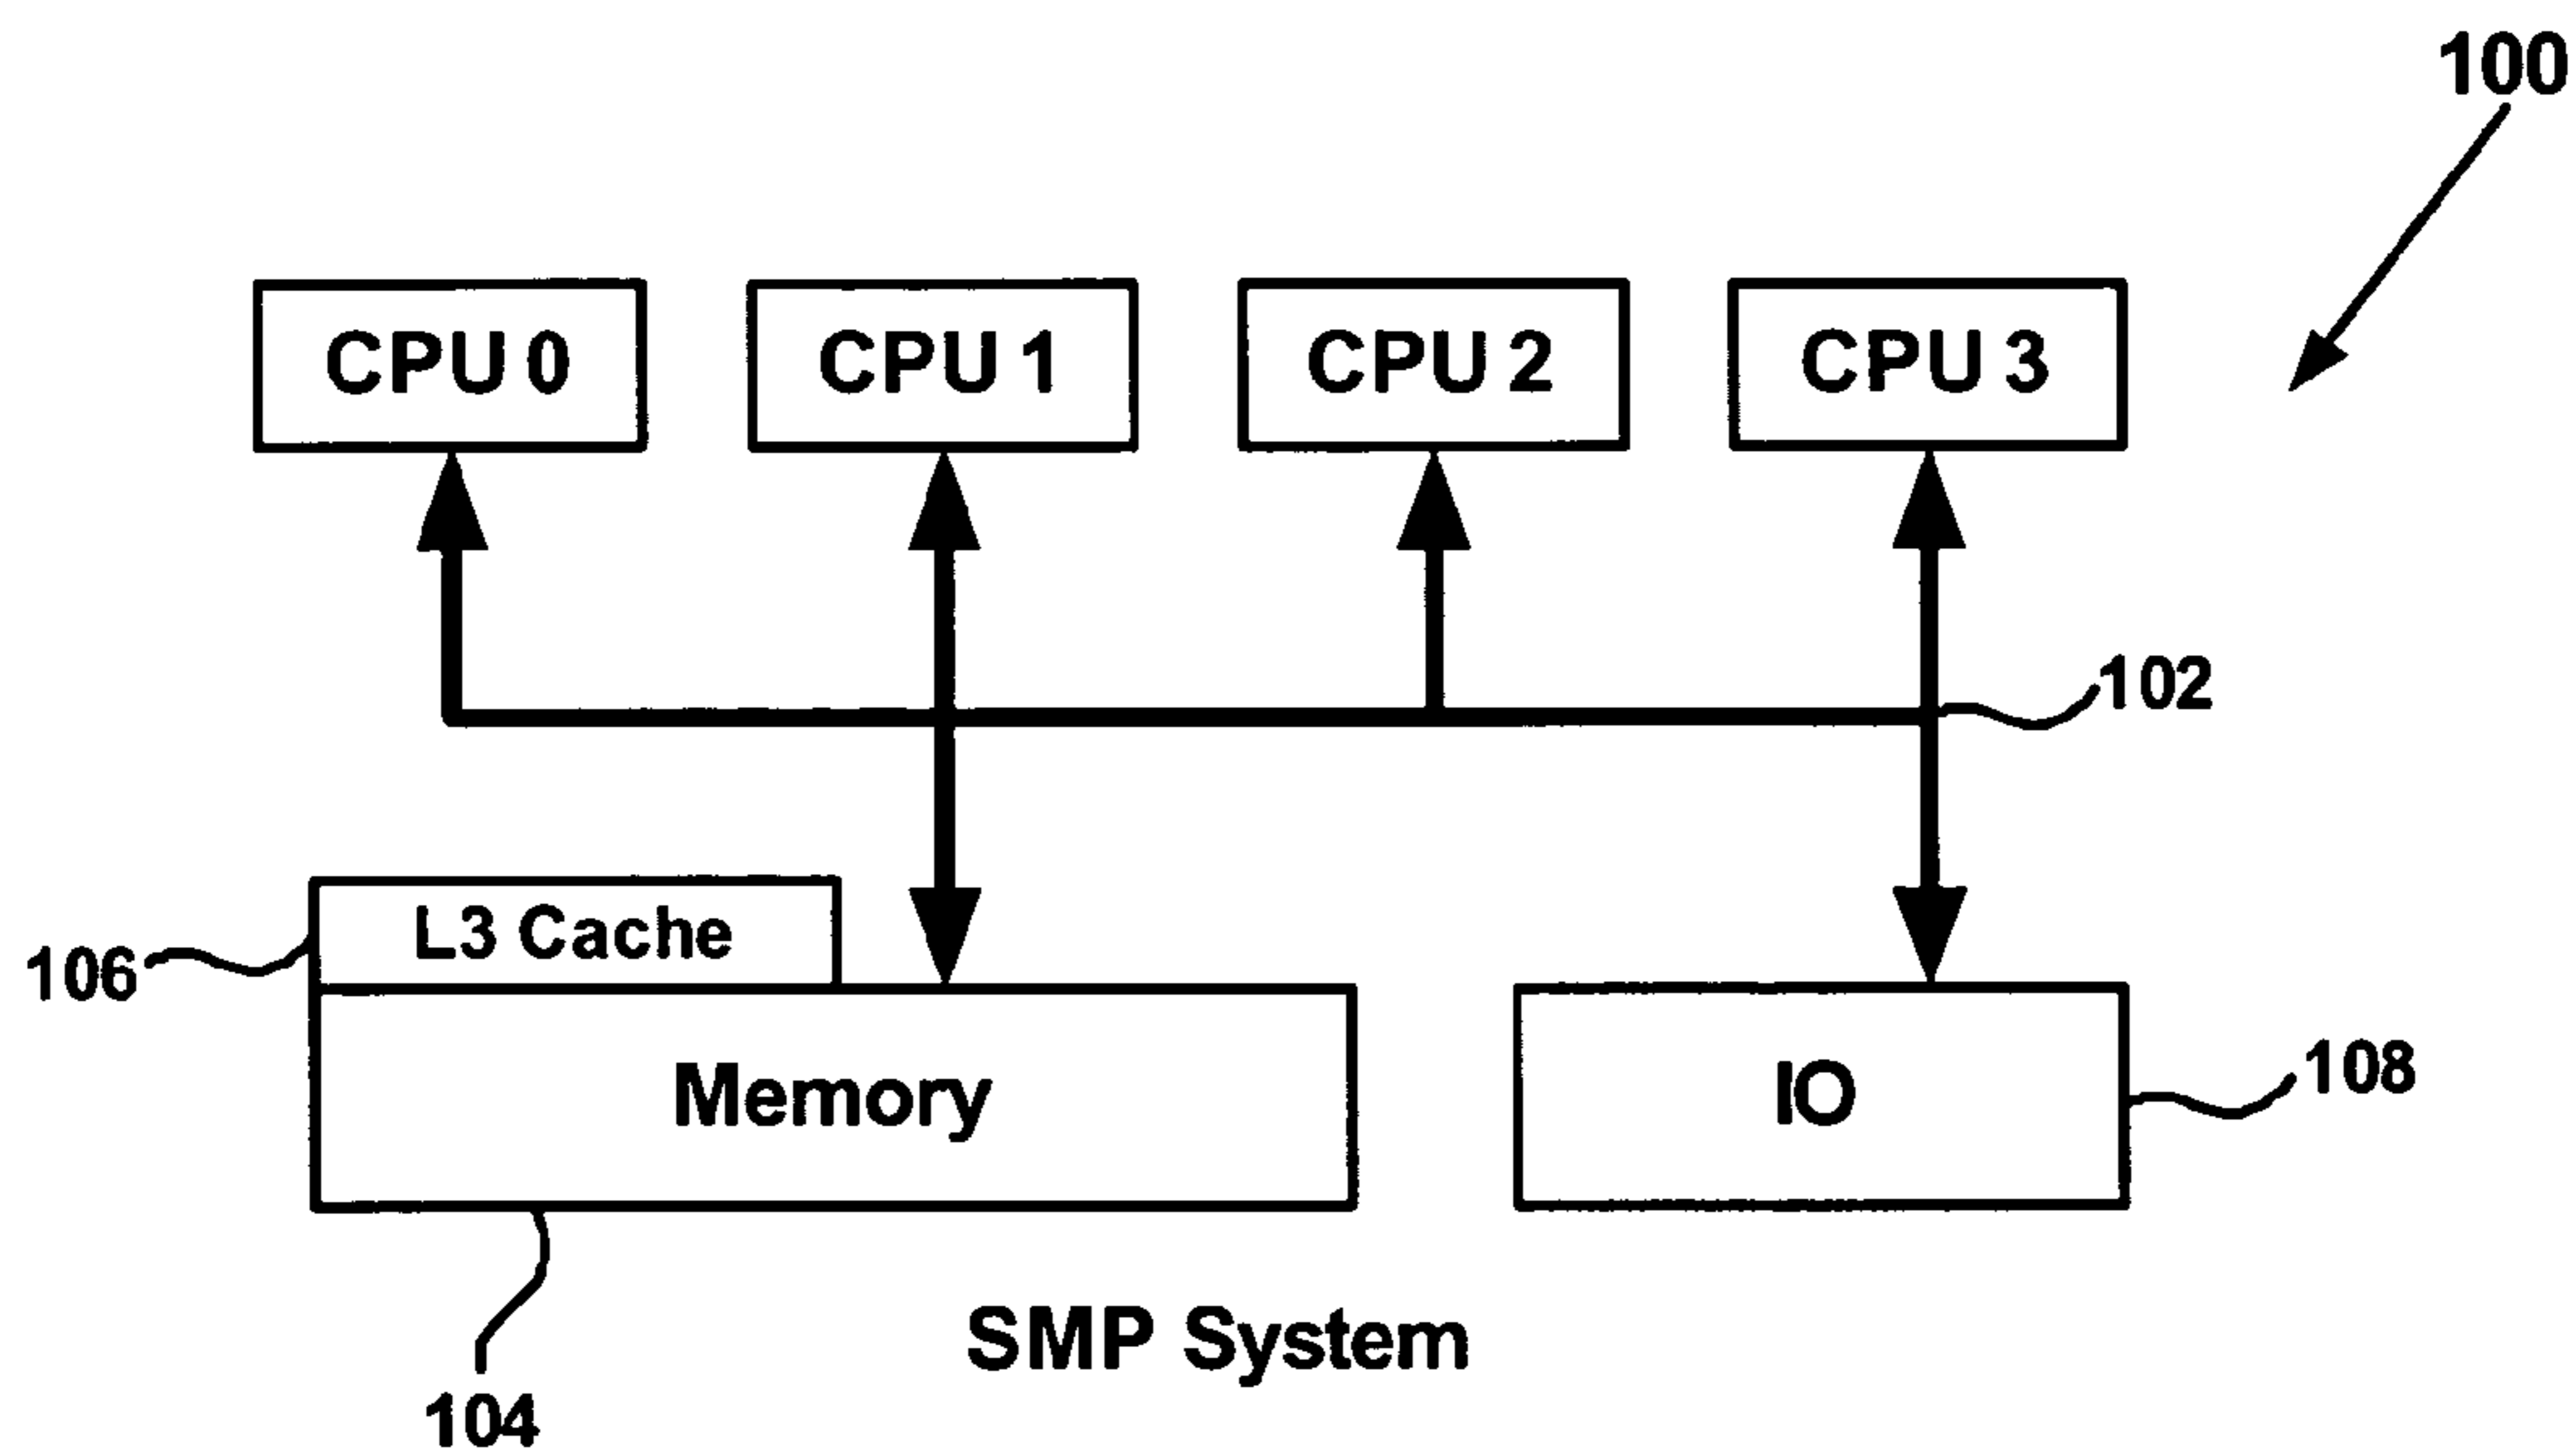 100
CPU 0 CPU 1 CPU 2 CPU 3
102
L3 Cache
106
Memory
IO
108
SMP System
104